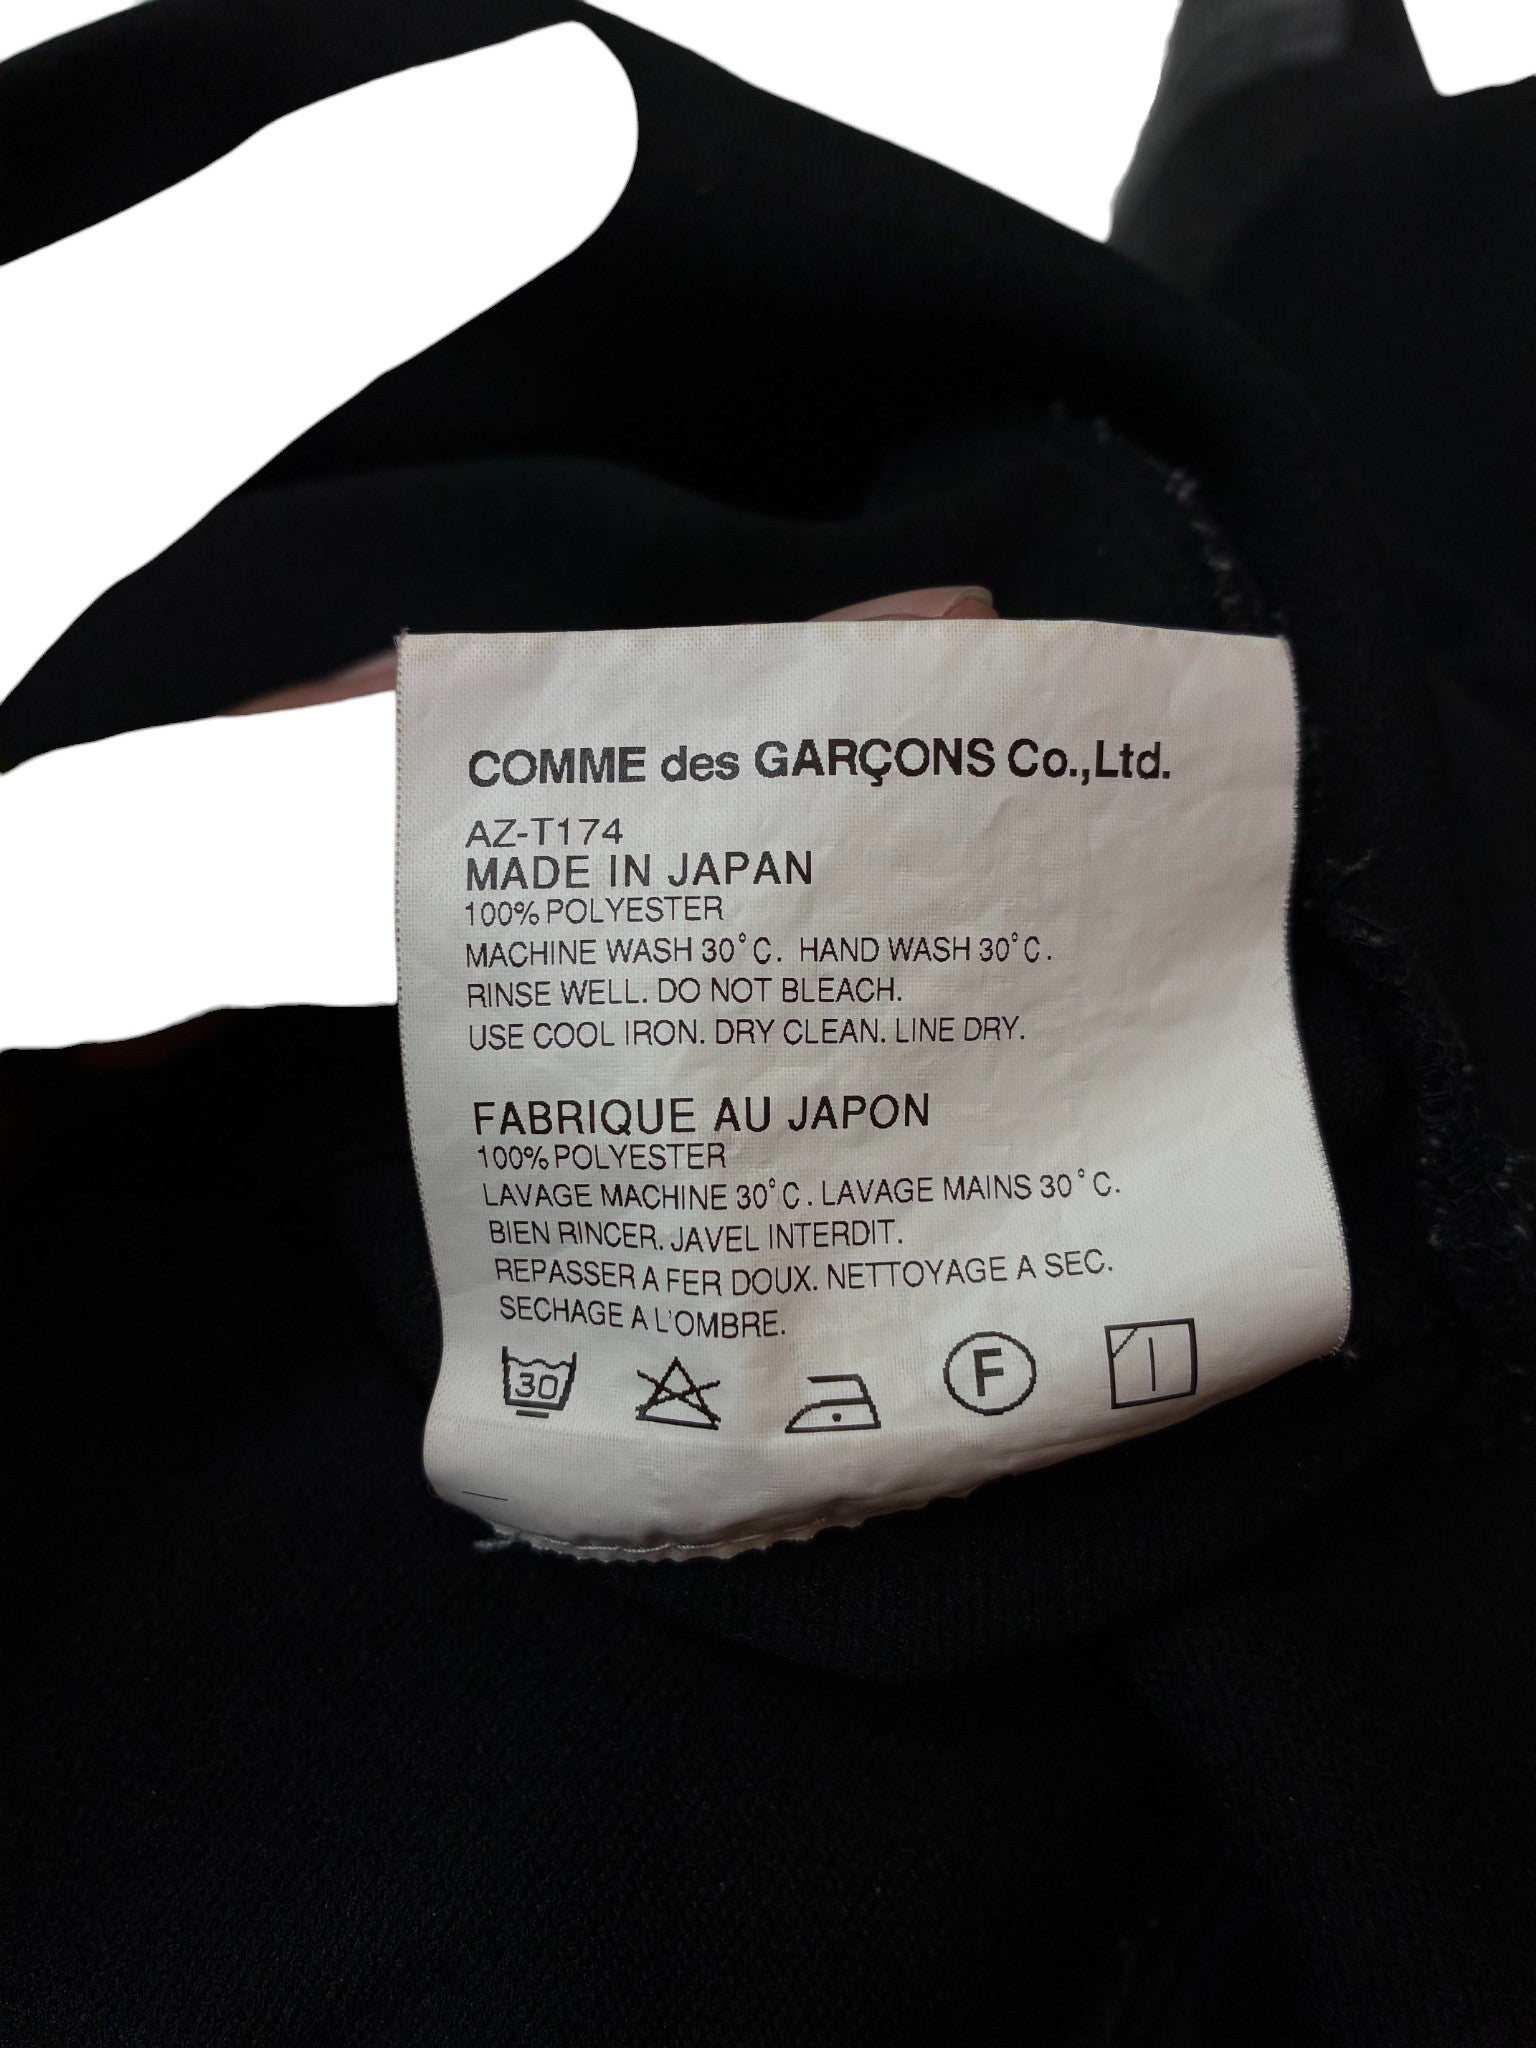 COMME des GARÇONS Co.,Ltd.
AZ-T174
MADE IN JAPAN
100% POLYESTER
MACHINE WASH 30°C. HAND WASH 30°C.
RINSE WELL. DO NOT BLEACH.
USE COOL IRON. DRY CLEAN. LINE DRY.
FABRIQUE AU JAPON
100% POLYESTER
LAVAGE MACHINE 30°C. LAVAGE MAINS 30°C.
BIEN RINCER. JAVEL INTERDIT.
REPASSER A FER DOUX. NETTOYAGE A SEC.
SECHAGE A L'OMBRE.
30 F